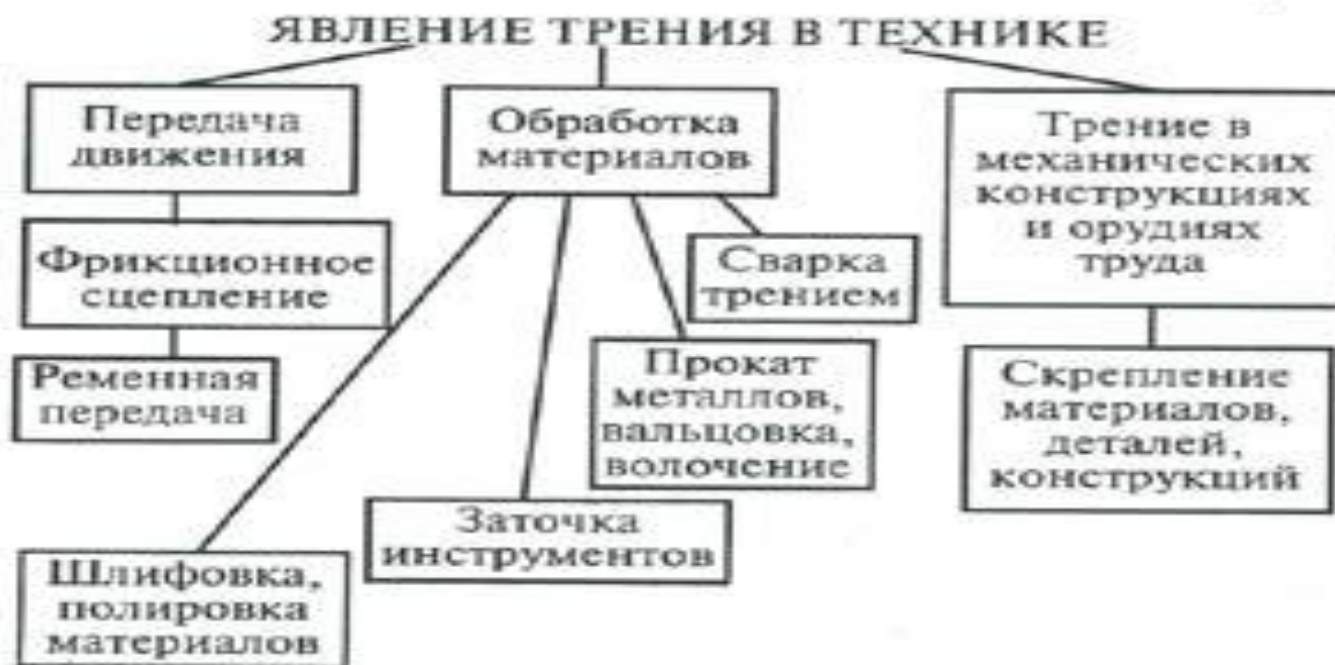 ЯВЛЕНИЕ ТРЕНИЯ В ТЕХНИКЕ
Передача
движения
Фрикционное
сцепление
Ременная
передача
Обработка
материалов
Шлифовка,
полировка
материалов
Заточка
инструментов
Прокат
металлов,
вальцовка,
волочение
Сварка
трением
Трение в
механических
конструкциях
и орудиях
труда
Скрепление
материалов,
деталей,
конструкций